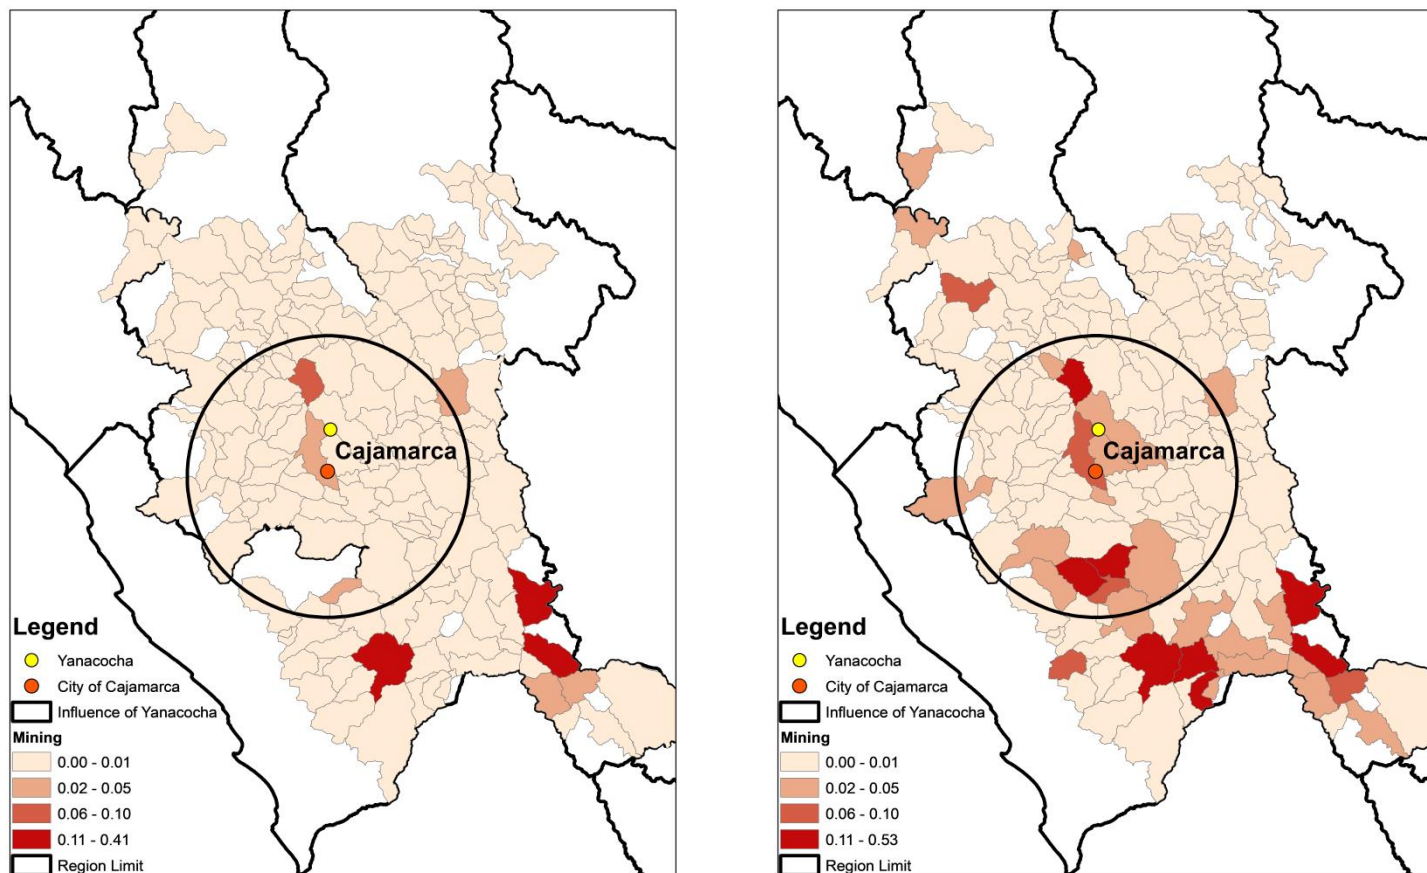 Cajamarca
Legend
Yanacocha
City of Cajamarca
Influence of Yanacocha
Mining
0.00 - 0.01
0.02 - 0.05
0.06 - 0.10
0.11 - 0.41
Region Limit
Cajamarca
Legend
Yanacocha
City of Cajamarca
Influence of Yanacocha
Mining
0.00 - 0.01
0.02 - 0.05
0.06 - 0.10
0.11 - 0.53
Region Limit